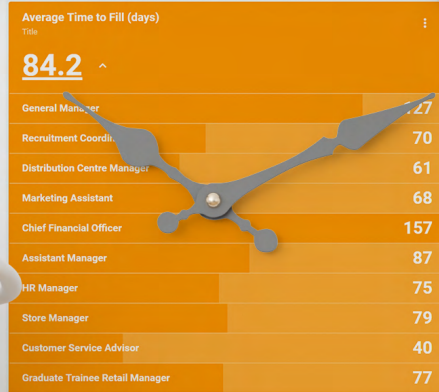 Average Time to Fill (days)
Title
84.2
General Manager 127
Recruitment
Distribution Centre Manager 61
Marketing Assistant 68
Chief Financial Officer 157
Assistant Manager 87
HR Manager 75
Store Manager 79
Customer Service Advisor 40
Graduate Trainee Retail Manager 77
70